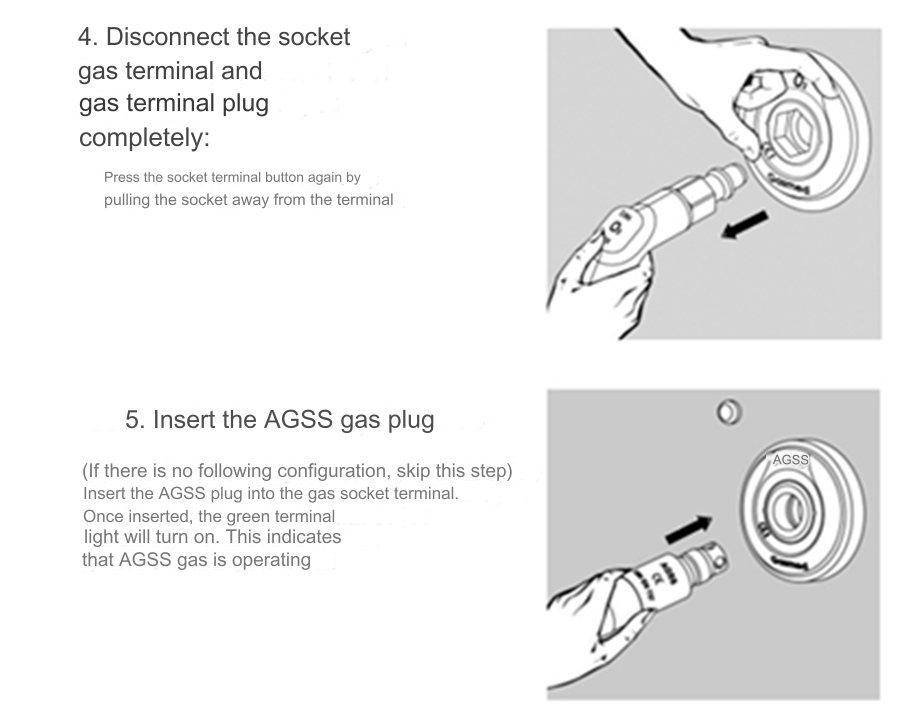 4. Disconnect the socket
gas terminal and
gas terminal plug
completely:
Press the socket terminal button again by
pulling the socket away from the terminal
O₂
5. Insert the AGSS gas plug
(If there is no following configuration, skip this step)
Insert the AGSS plug into the gas socket terminal.
Once inserted, the green terminal
light will turn on. This indicates
that AGSS gas is operating
AGSS
AGSS
CE